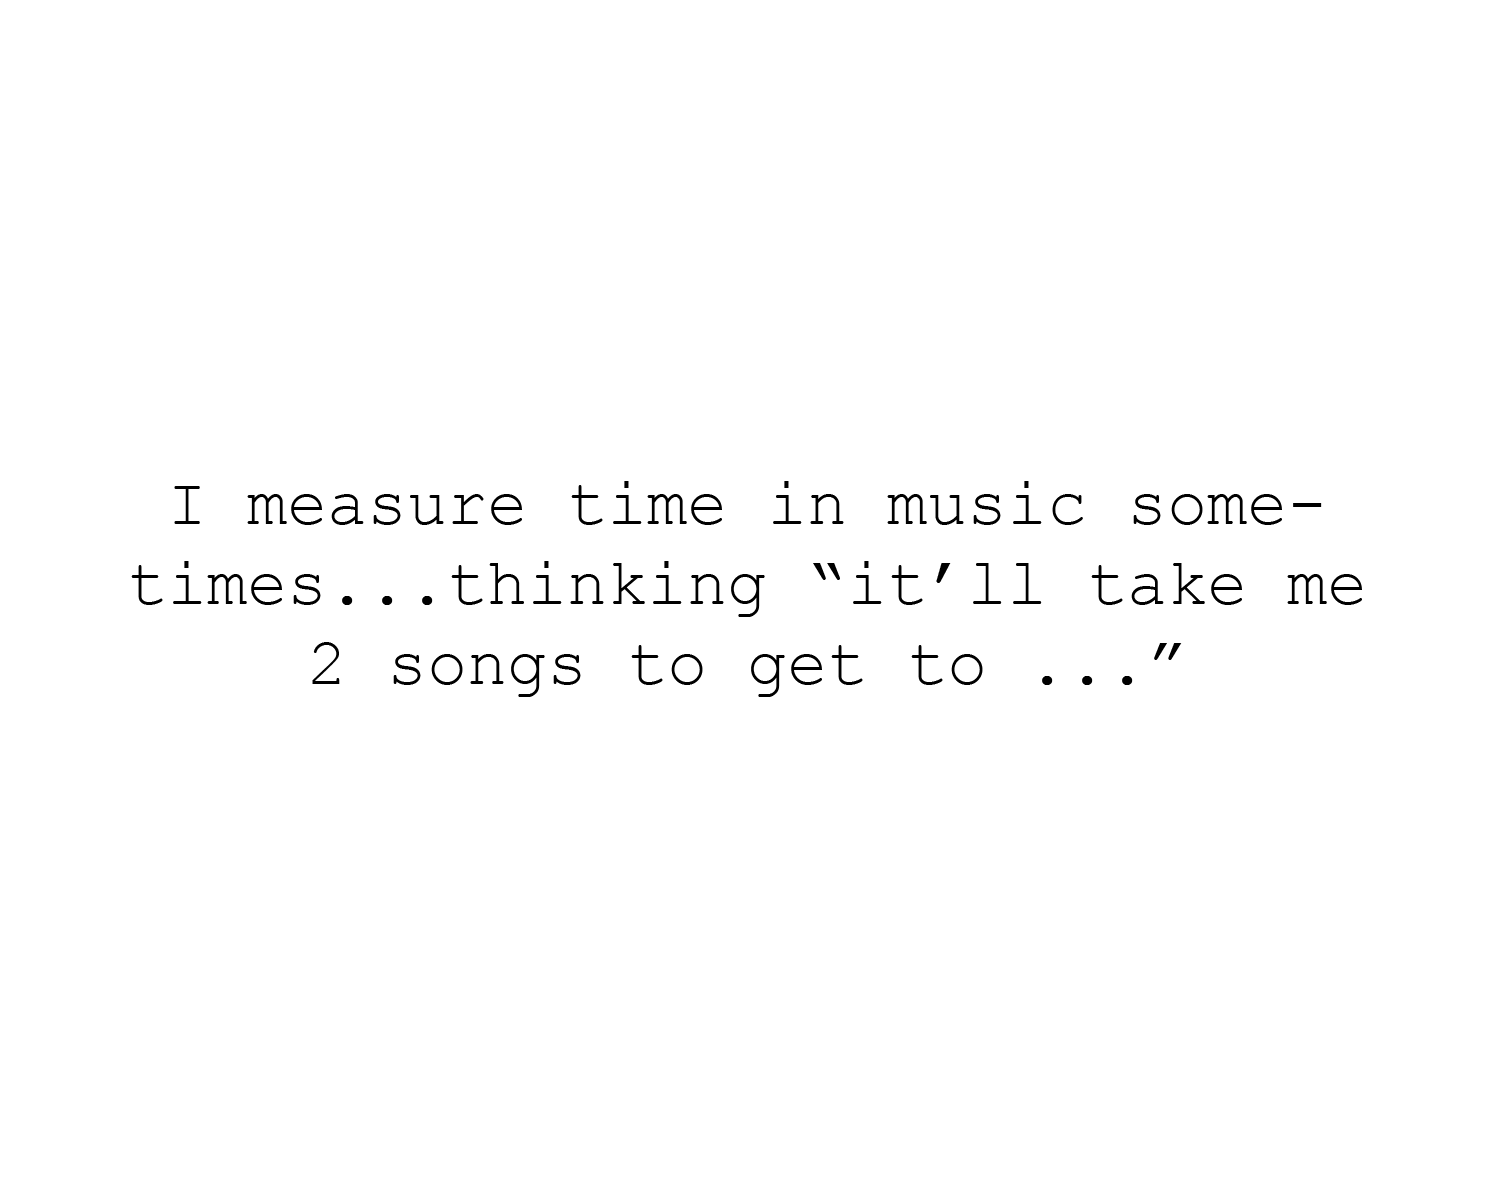 I measure time in music some-
times...thinking “it’ll take me
2 songs to get to ...”